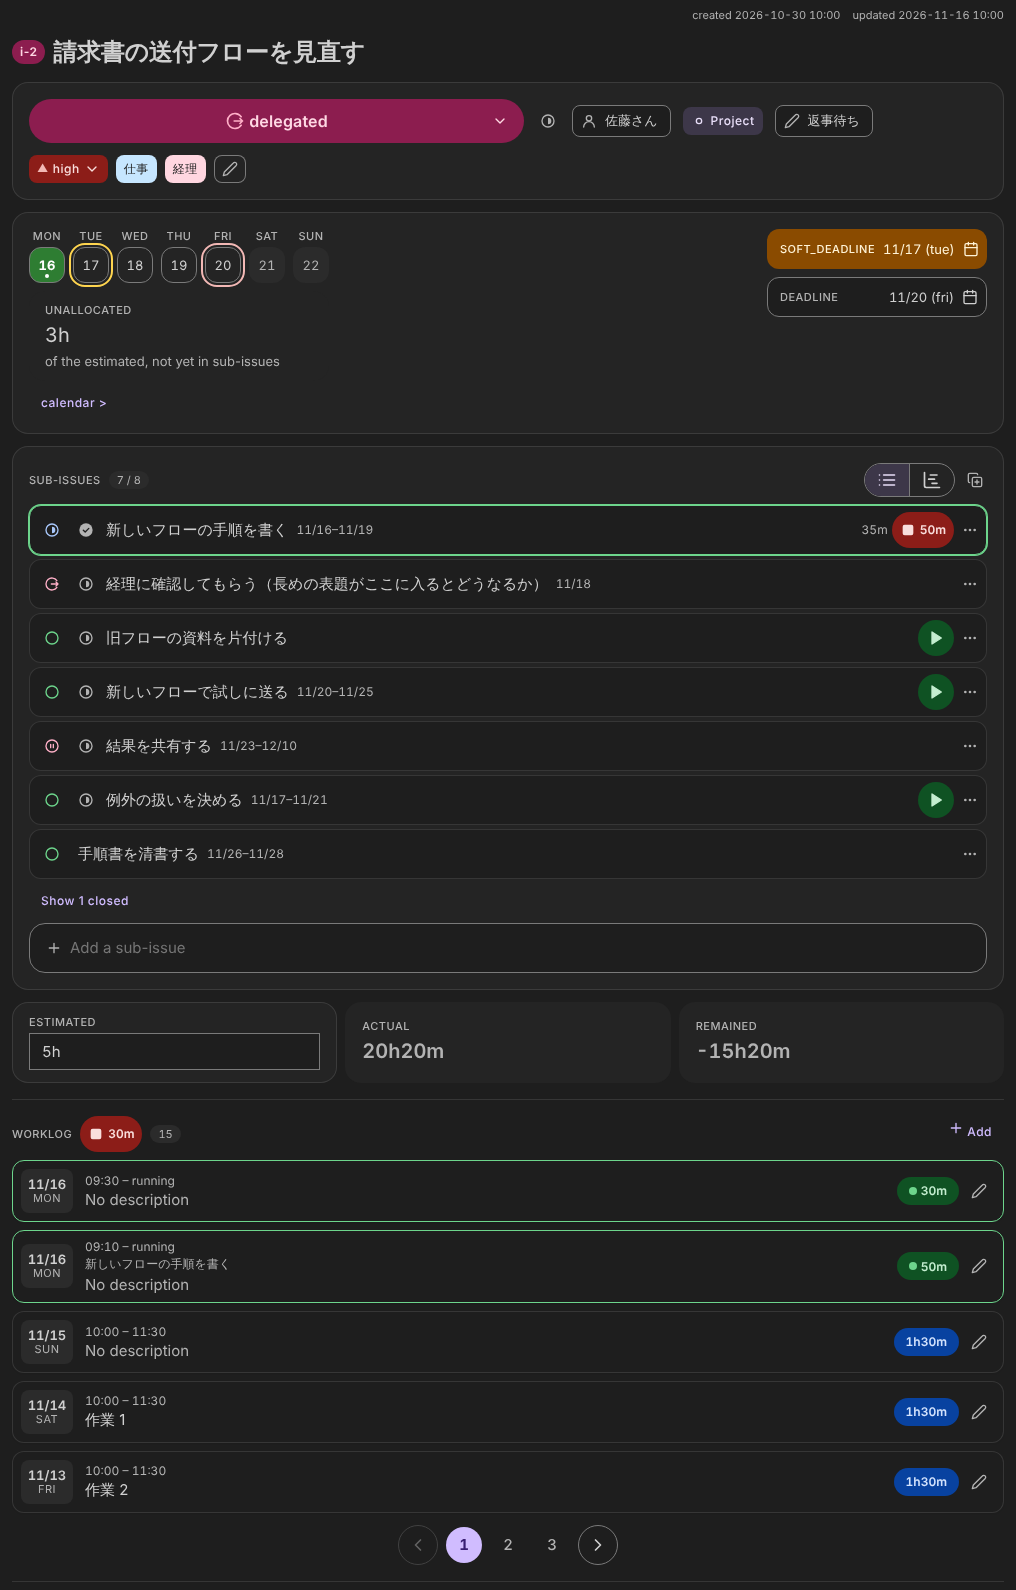 created 2026-10-30 10:00 updated 2026-11-16 10:00
i-2 請求書の送付フローを見直す
delegated 佐藤さん Project 返事待ち
high 仕事 経理
MON TUE WED THU FRI SAT SUN
16 17 18 19 20 21 22
SOFT_DEADLINE 11/17 (tue)
DEADLINE 11/20 (fri)
UNALLOCATED
3h
of the estimated, not yet in sub-issues
calendar >
SUB-ISSUES 7 / 8
新しいフローの手順を書く 11/16–11/19 35m 50m
経理に確認してもらう（長めの表題がここに入るとどうなるか） 11/18
旧フローの資料を片付ける
新しいフローで試しに送る 11/20–11/25
結果を共有する 11/23–12/10
例外の扱いを決める 11/17–11/21
手順書を清書する 11/26–11/28
Show 1 closed
Add a sub-issue
ESTIMATED
5h
ACTUAL
20h20m
REMAINED
-15h20m
WORKLOG 30m 15 Add
11/16 MON
09:30 – running
No description
30m
11/16 MON
09:10 – running
新しいフローの手順を書く
No description
50m
11/15 SUN
10:00 – 11:30
No description
1h30m
11/14 SAT
10:00 – 11:30
作業 1
1h30m
11/13 FRI
10:00 – 11:30
作業 2
1h30m
1 2 3